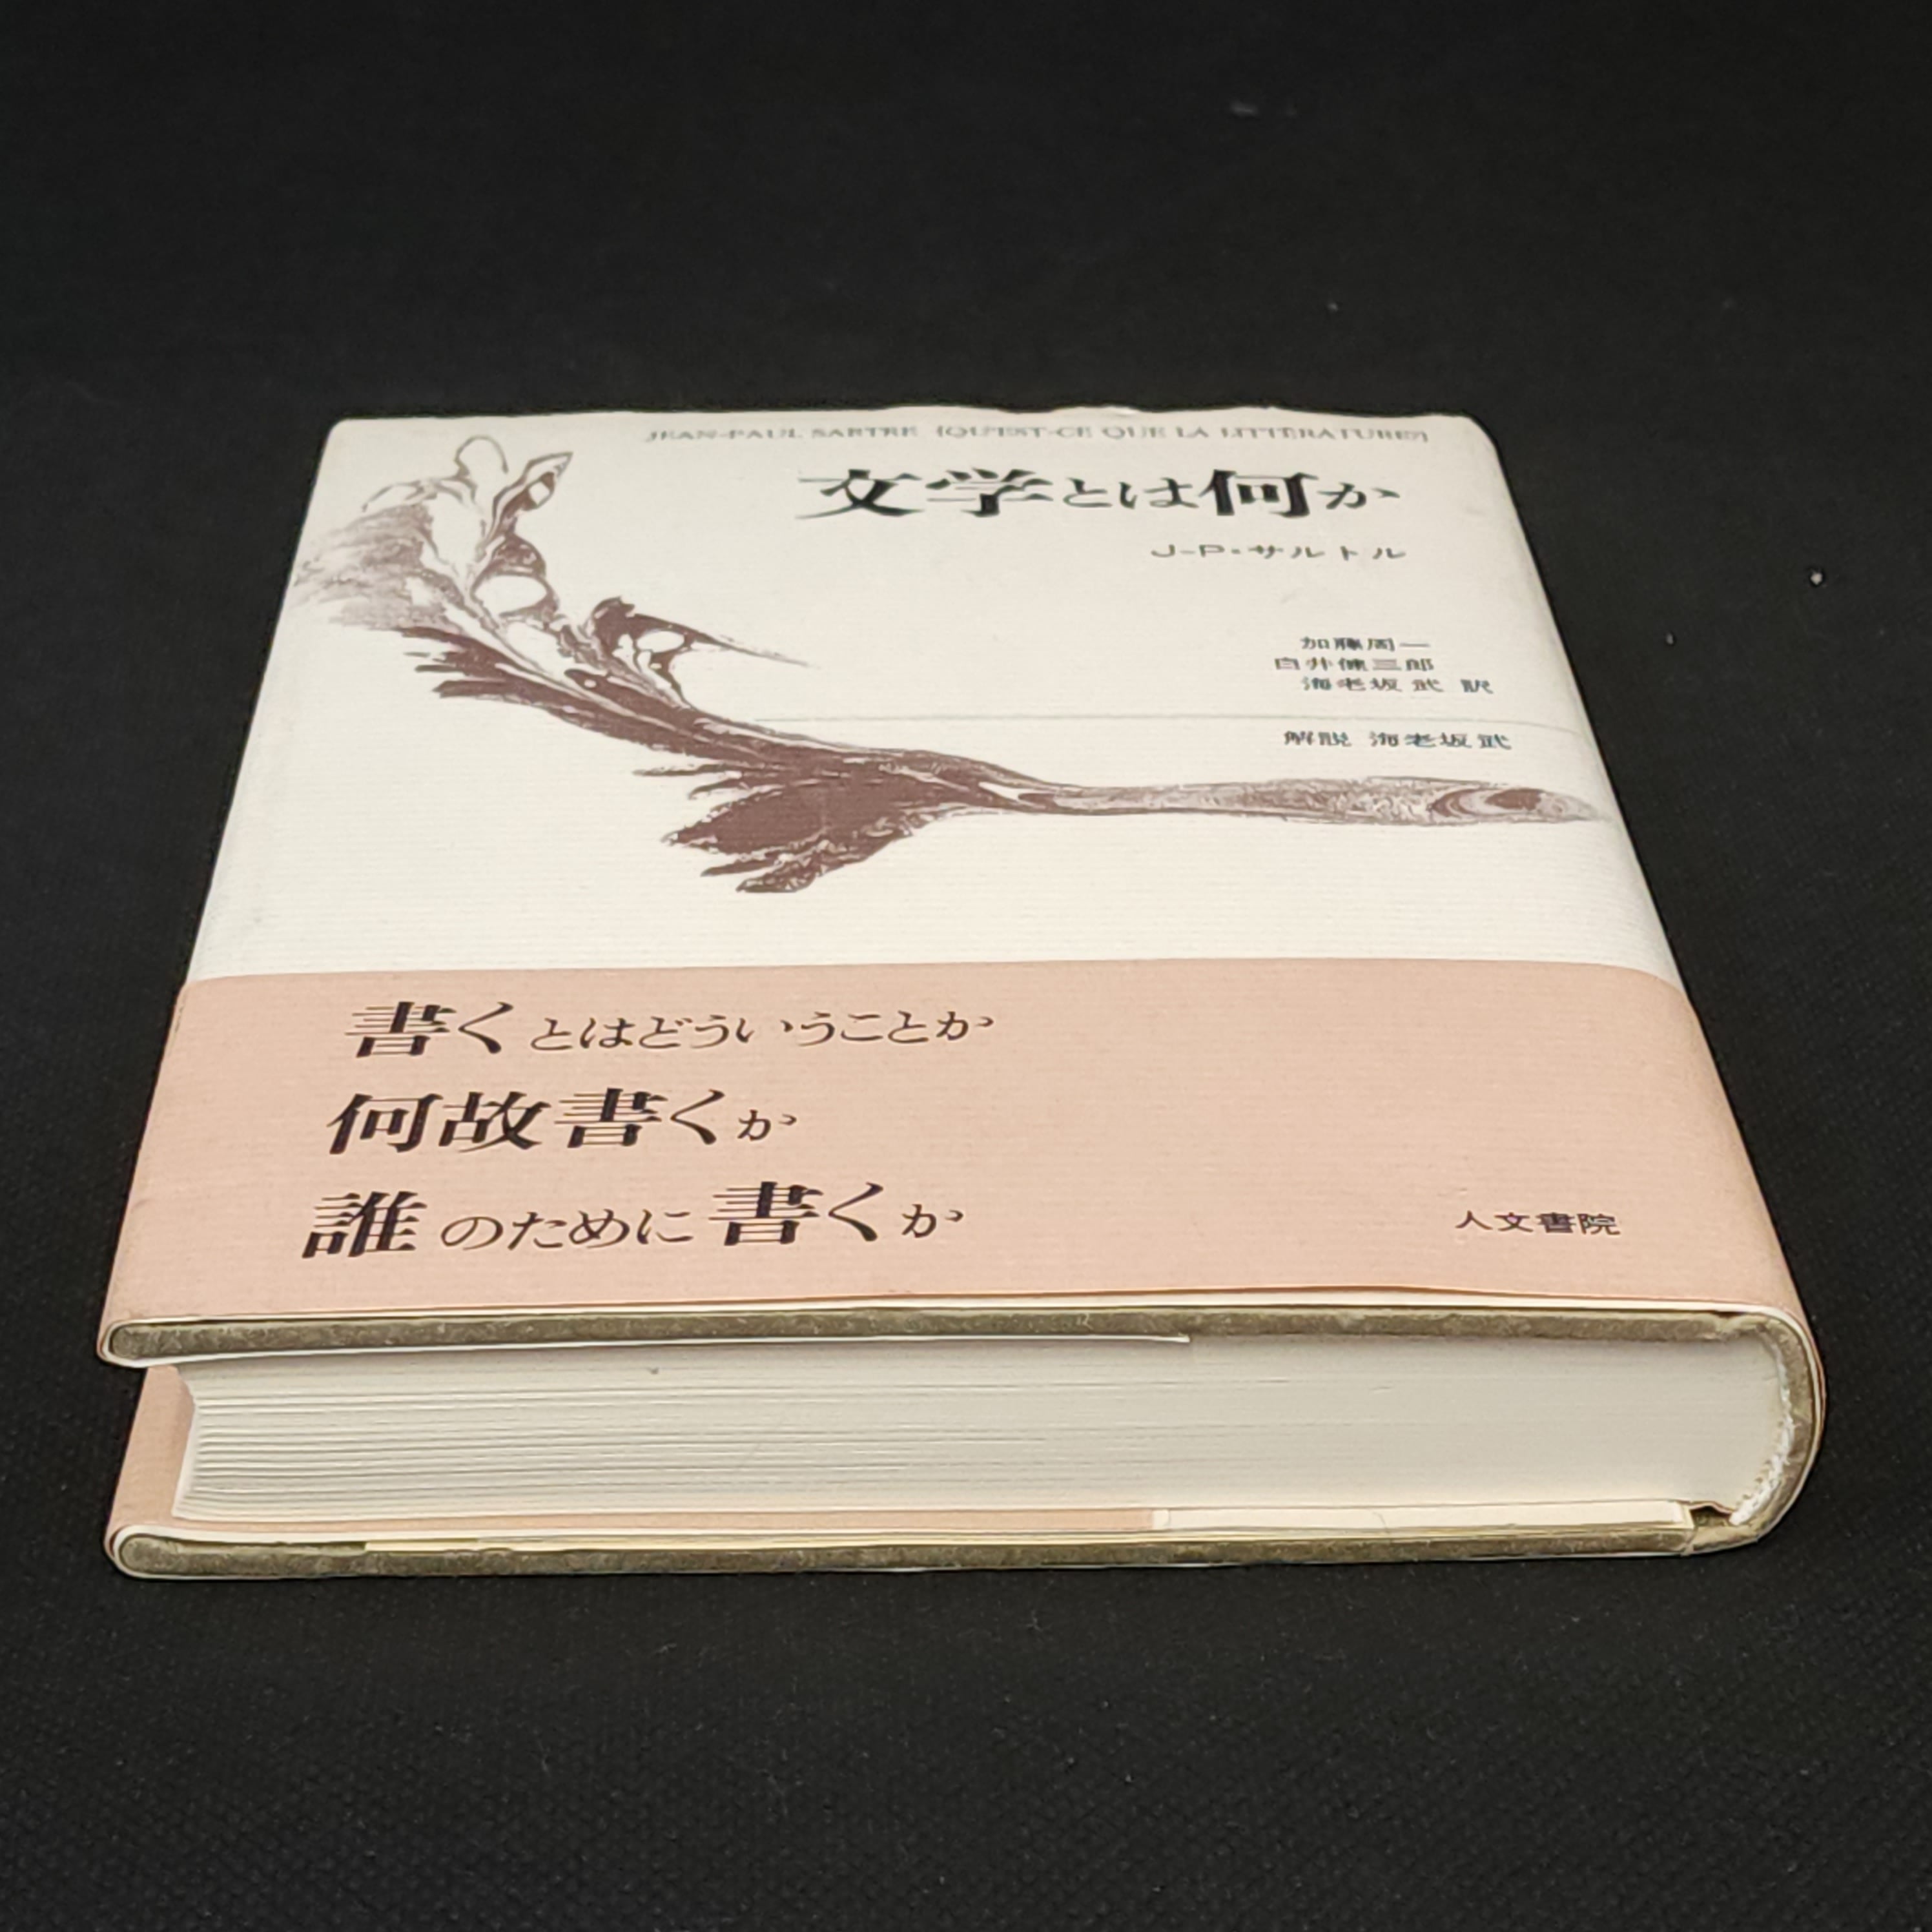 JEAN-PAUL SARTRE (QU'EST-CE QUE LA LITTÉRATURE?)
文学とは何か
J-P・サルトル
加藤周一
白井健三郎
海老坂 武 訳
解説 海老坂武
書くとはどういうことか
何故書くか
誰のために書くか
人文書院